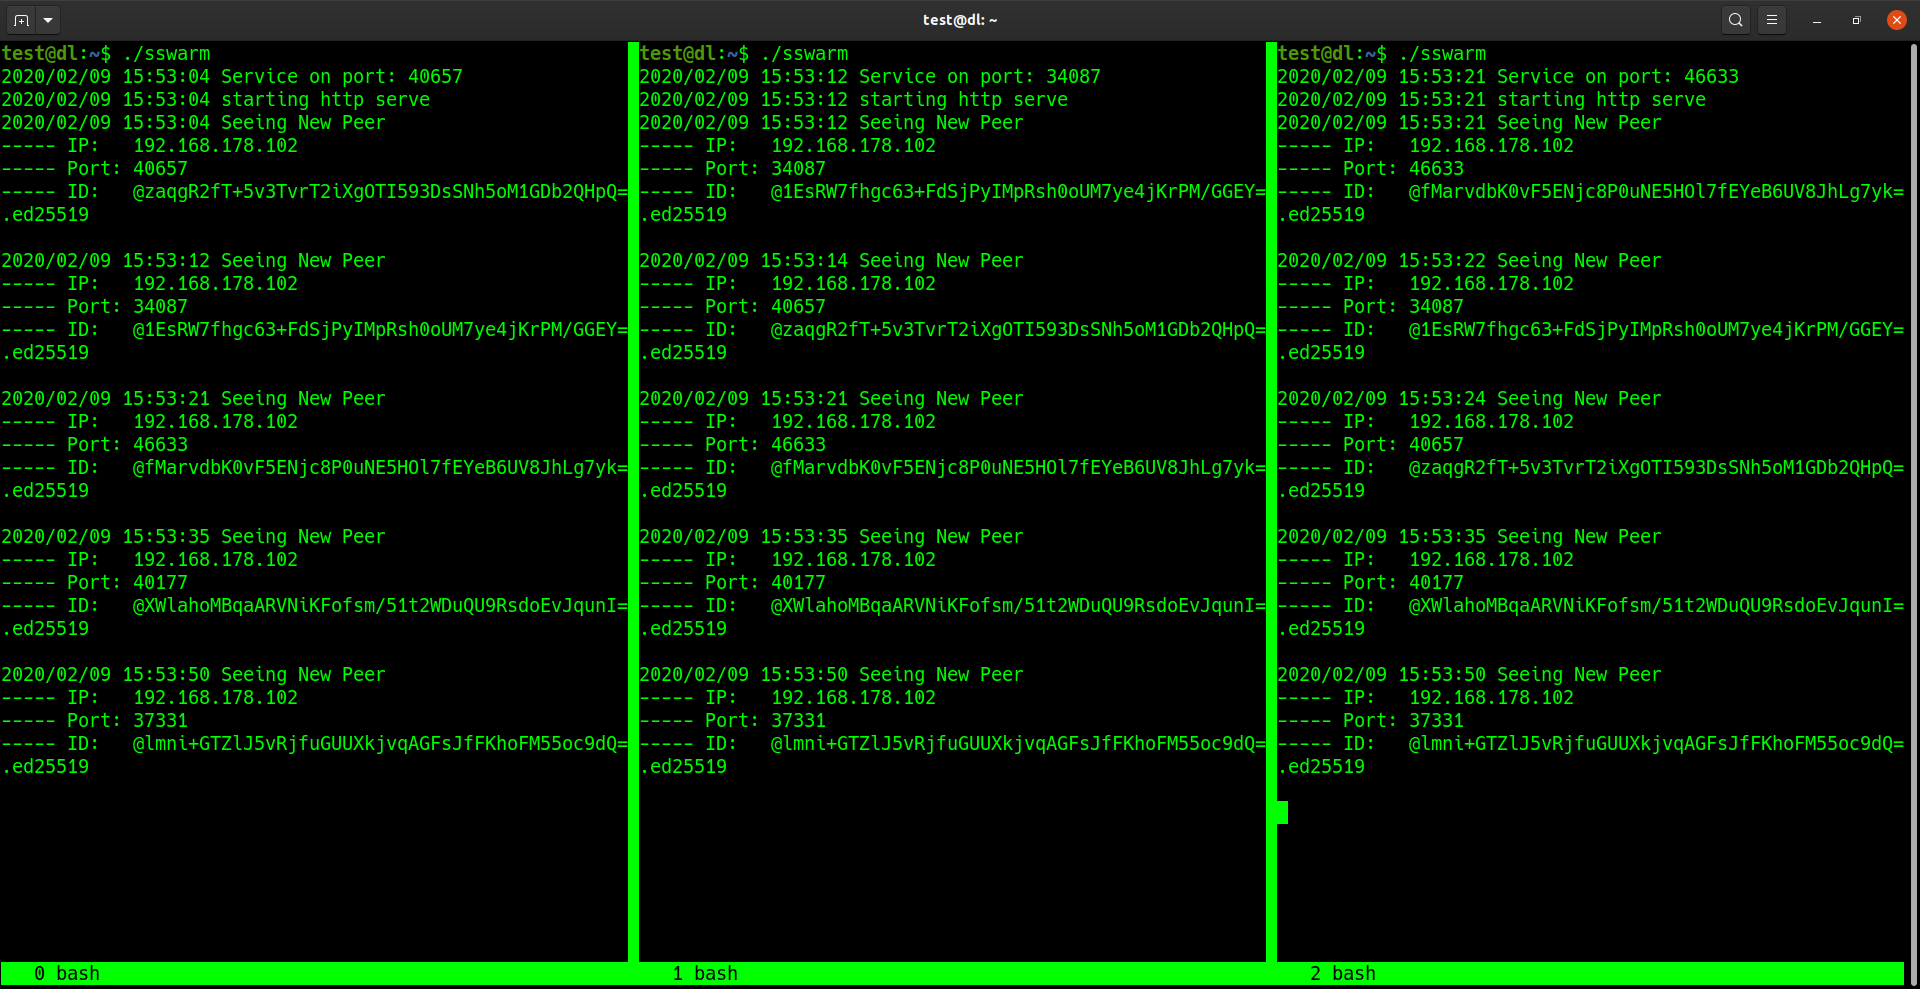 test@dl: ~
test@dl:~$ ./sswarm
2020/02/09 15:53:04 Service on port: 40657
2020/02/09 15:53:04 starting http serve
2020/02/09 15:53:04 Seeing New Peer
----- IP:   192.168.178.102
----- Port: 40657
----- ID:   @zaqgR2fT+5v3TvrT2iXgOTI593DsSNh5oM1GDb2QHpQ=
.ed25519
2020/02/09 15:53:12 Seeing New Peer
----- IP:   192.168.178.102
----- Port: 34087
----- ID:   @1EsRW7fhgc63+FdSjPyIMpRsh0oUM7ye4jKrPM/GGEY=
.ed25519
2020/02/09 15:53:21 Seeing New Peer
----- IP:   192.168.178.102
----- Port: 46633
----- ID:   @fMarvdbK0vF5ENjc8P0uNE5HOl7fEYeB6UV8JhLg7yk=
.ed25519
2020/02/09 15:53:35 Seeing New Peer
----- IP:   192.168.178.102
----- Port: 40177
----- ID:   @XWlahoMBqaARVNiKFofsm/51t2WDuQU9RsdoEvJqunI=
.ed25519
2020/02/09 15:53:50 Seeing New Peer
----- IP:   192.168.178.102
----- Port: 37331
----- ID:   @lmni+GTZlJ5vRjfuGUUXkjvqAGFsJfFKhoFM55oc9dQ=
.ed25519
0 bash
test@dl:~$ ./sswarm
2020/02/09 15:53:12 Service on port: 34087
2020/02/09 15:53:12 starting http serve
2020/02/09 15:53:12 Seeing New Peer
----- IP:   192.168.178.102
----- Port: 34087
----- ID:   @1EsRW7fhgc63+FdSjPyIMpRsh0oUM7ye4jKrPM/GGEY=
.ed25519
2020/02/09 15:53:14 Seeing New Peer
----- IP:   192.168.178.102
----- Port: 40657
----- ID:   @zaqgR2fT+5v3TvrT2iXgOTI593DsSNh5oM1GDb2QHpQ=
.ed25519
2020/02/09 15:53:21 Seeing New Peer
----- IP:   192.168.178.102
----- Port: 46633
----- ID:   @fMarvdbK0vF5ENjc8P0uNE5HOl7fEYeB6UV8JhLg7yk=
.ed25519
2020/02/09 15:53:35 Seeing New Peer
----- IP:   192.168.178.102
----- Port: 40177
----- ID:   @XWlahoMBqaARVNiKFofsm/51t2WDuQU9RsdoEvJqunI=
.ed25519
2020/02/09 15:53:50 Seeing New Peer
----- IP:   192.168.178.102
----- Port: 37331
----- ID:   @lmni+GTZlJ5vRjfuGUUXkjvqAGFsJfFKhoFM55oc9dQ=
.ed25519
1 bash
test@dl:~$ ./sswarm
2020/02/09 15:53:21 Service on port: 46633
2020/02/09 15:53:21 starting http serve
2020/02/09 15:53:21 Seeing New Peer
----- IP:   192.168.178.102
----- Port: 46633
----- ID:   @fMarvdbK0vF5ENjc8P0uNE5HOl7fEYeB6UV8JhLg7yk=
.ed25519
2020/02/09 15:53:22 Seeing New Peer
----- IP:   192.168.178.102
----- Port: 34087
----- ID:   @1EsRW7fhgc63+FdSjPyIMpRsh0oUM7ye4jKrPM/GGEY=
.ed25519
2020/02/09 15:53:24 Seeing New Peer
----- IP:   192.168.178.102
----- Port: 40657
----- ID:   @zaqgR2fT+5v3TvrT2iXgOTI593DsSNh5oM1GDb2QHpQ=
.ed25519
2020/02/09 15:53:35 Seeing New Peer
----- IP:   192.168.178.102
----- Port: 40177
----- ID:   @XWlahoMBqaARVNiKFofsm/51t2WDuQU9RsdoEvJqunI=
.ed25519
2020/02/09 15:53:50 Seeing New Peer
----- IP:   192.168.178.102
----- Port: 37331
----- ID:   @lmni+GTZlJ5vRjfuGUUXkjvqAGFsJfFKhoFM55oc9dQ=
.ed25519
2 bash